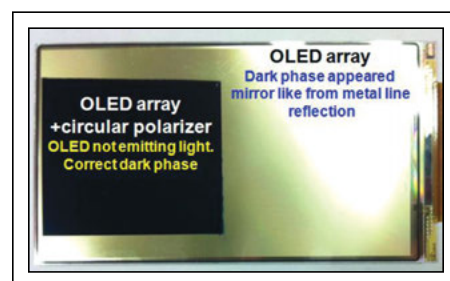 OLED array
Dark phase appeared
mirror like from metal line
reflection
OLED array
+circular polarizer
OLED not emitting light.
Correct dark phase